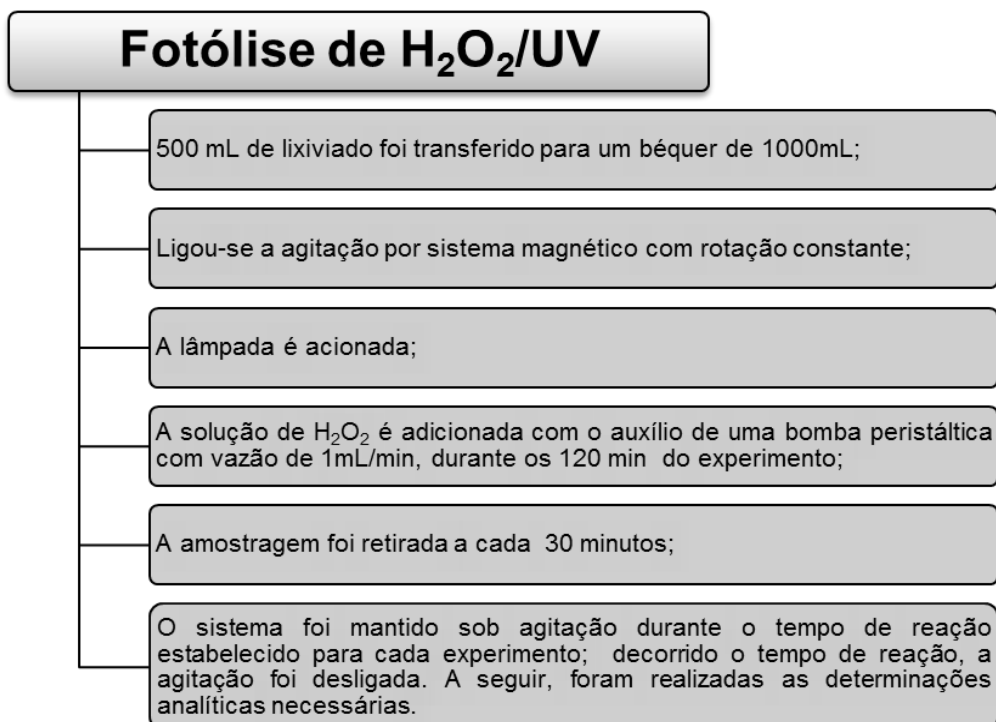 Fotólise de H₂O₂/UV
500 mL de lixiviado foi transferido para um béquer de 1000mL;
Ligou-se a agitação por sistema magnético com rotação constante;
A lâmpada é acionada;
A solução de H₂O₂ é adicionada com o auxílio de uma bomba peristáltica
com vazão de 1mL/min, durante os 120 min do experimento;
A amostragem foi retirada a cada 30 minutos;
O sistema foi mantido sob agitação durante o tempo de reação
estabelecido para cada experimento; decorrido o tempo de reação, a
agitação foi desligada. A seguir, foram realizadas as determinações
analíticas necessárias.